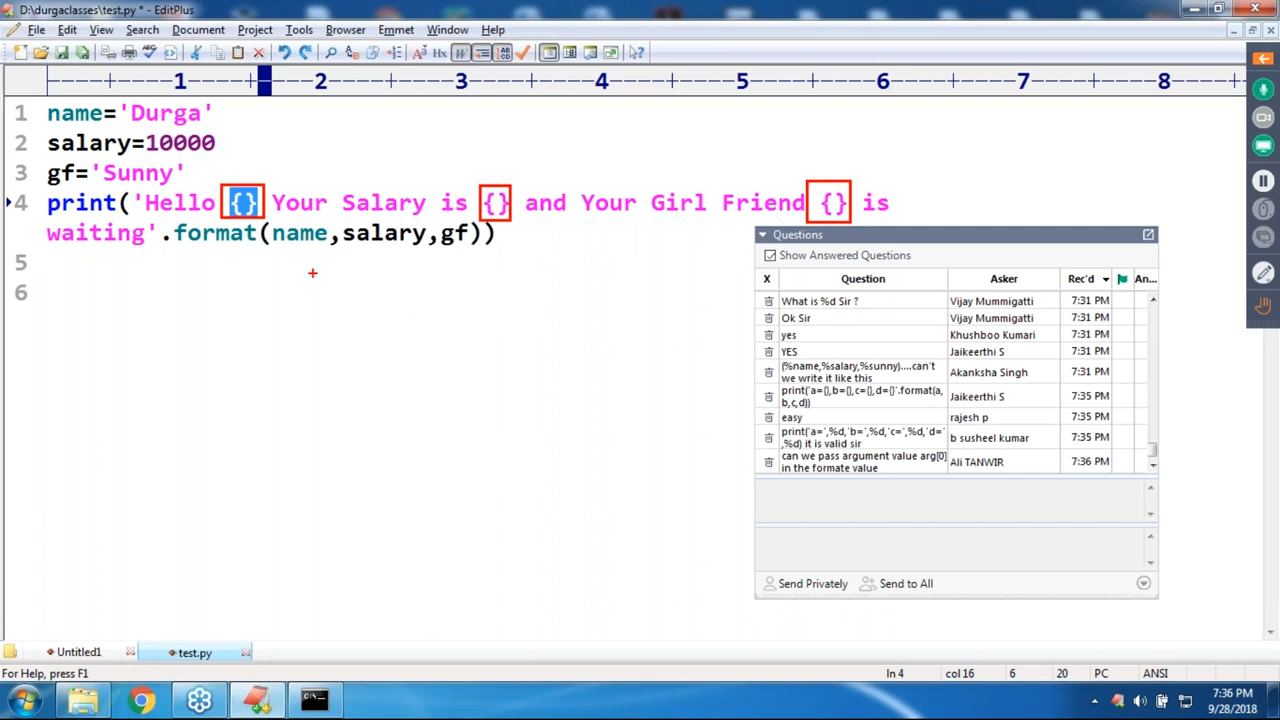 D:\durgaclasses\test.py * - EditPlus
File Edit View Search Document Project Tools Browser Emmet Window Help
1 2 3 4 5 6 7 8
1 name='Durga'
2 salary=10000
3 gf='Sunny'
4 print('Hello {} Your Salary is {} and Your Girl Friend {} is
waiting'.format(name,salary,gf))
5
6
Questions
Show Answered Questions
X Question Asker Rec'd An...
What is %d Sir ? Vijay Mummigatti 7:31 PM
Ok Sir Vijay Mummigatti 7:31 PM
yes Khushboo Kumari 7:31 PM
YES Jaikeerthi S 7:31 PM
(%name,%salary,%sunny)....can't
we write it like this Akanksha Singh 7:31 PM
print('a={},b={},c={},d={}'.format(a,
b,c,d)) Jaikeerthi S 7:35 PM
easy rajesh p 7:35 PM
print('a=',%d,'b=',%d,'c=',%d,'d='
,%d) it is valid sir b susheel kumar 7:35 PM
can we pass argument value arg[0]
in the formate value Ali TANWIR 7:36 PM
Send Privately Send to All
Untitled1 test.py
For Help, press F1 ln 4 col 16 6 20 PC ANSI
7:36 PM
9/28/2018